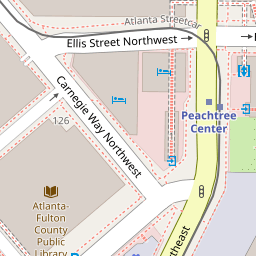 Atlanta Streetcar
Ellis Street Northwest
Carnegie Way Northwest
Peachtree
Center
126
Atlanta-
Fulton
County
Public
Library